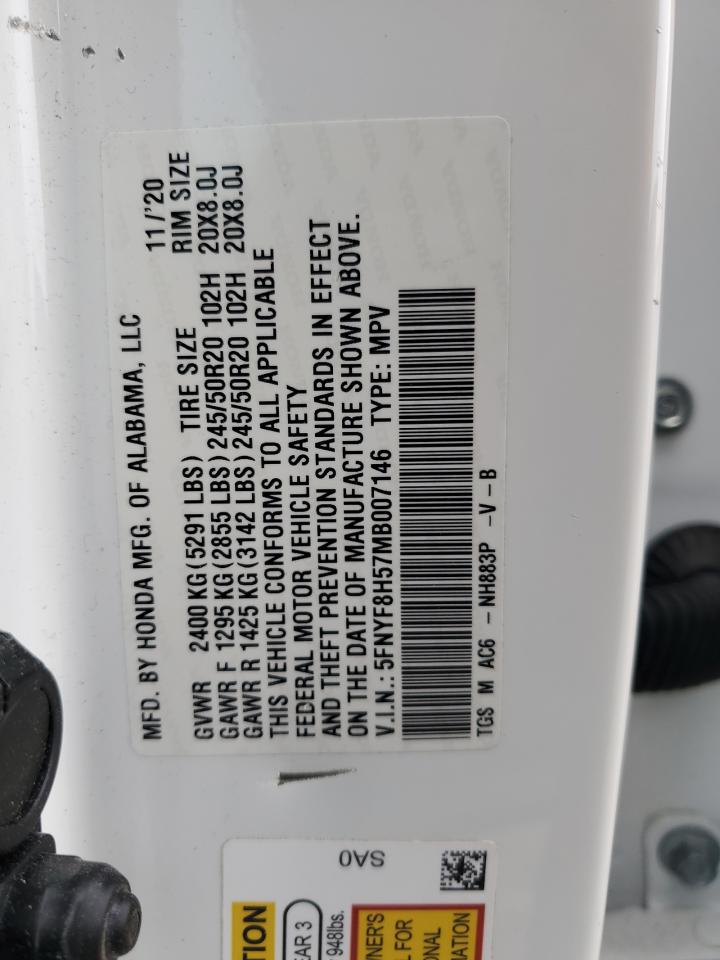 MFD. BY HONDA MFG. OF ALABAMA, LLC 11/'20
GVWR 2400 KG (5291 LBS) TIRE SIZE RIM SIZE
GAWR F 1295 KG (2855 LBS) 245/50R20 102H 20X8.0J
GAWR R 1425 KG (3142 LBS) 245/50R20 102H 20X8.0J
THIS VEHICLE CONFORMS TO ALL APPLICABLE
FEDERAL MOTOR VEHICLE SAFETY
AND THEFT PREVENTION STANDARDS IN EFFECT
ON THE DATE OF MANUFACTURE SHOWN ABOVE.
V.I.N.: 5FNYF8H57MB007146 TYPE: MPV
TGS M AC6 - NH883P - V - B
SA0
TION
EAR 3
948lbs.
WNER'S
L FOR
ONAL
MATION